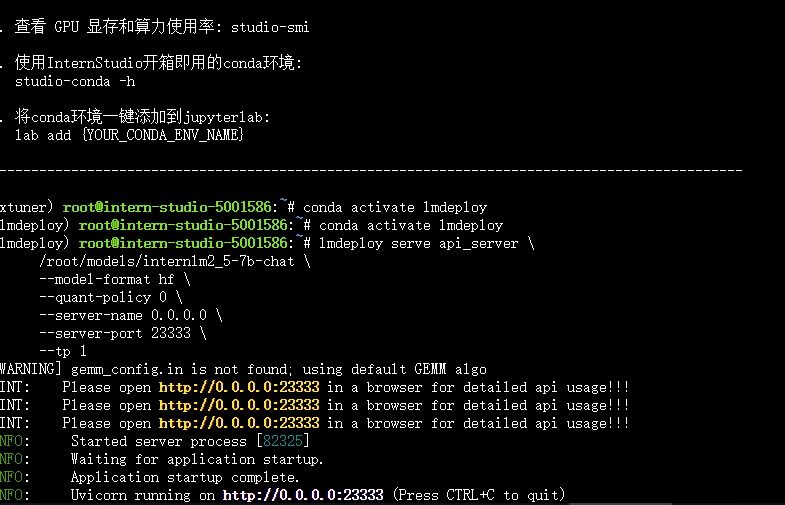 . 查看 GPU 显存和算力使用率: studio-smi
. 使用InternStudio开箱即用的conda环境:
studio-conda -h
. 将conda环境一键添加到jupyterlab:
lab add {YOUR_CONDA_ENV_NAME}
---------------------------------------------------------------------------------------------
xtuner) root@intern-studio-5001586:~# conda activate lmdeploy
lmdeploy) root@intern-studio-5001586:~# conda activate lmdeploy
lmdeploy) root@intern-studio-5001586:~# lmdeploy serve api_server \
/root/models/internlm2_5-7b-chat \
--model-format hf \
--quant-policy 0 \
--server-name 0.0.0.0 \
--server-port 23333 \
--tp 1
WARNING] gemm_config.in is not found; using default GEMM algo
INT: Please open http://0.0.0.0:23333 in a browser for detailed api usage!!!
INT: Please open http://0.0.0.0:23333 in a browser for detailed api usage!!!
INT: Please open http://0.0.0.0:23333 in a browser for detailed api usage!!!
NFO: Started server process [82325]
NFO: Waiting for application startup.
NFO: Application startup complete.
NFO: Uvicorn running on http://0.0.0.0:23333 (Press CTRL+C to quit)